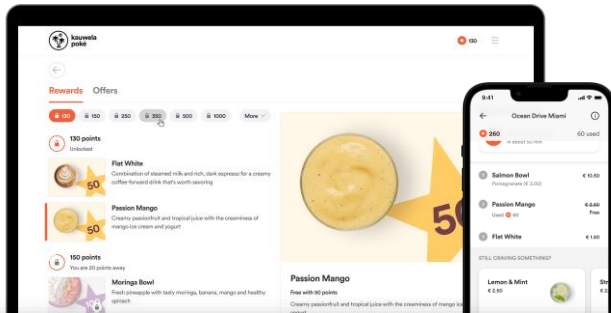 kauwela
poké
130
Rewards Offers
130
150
250
350
500
1000
More
130 points
Unlocked
50
Flat White
Combination of steamed milk and rich, dark espresso for a creamy
coffee-forward drink that's worth savoring
50
Passion Mango
Creamy passionfruit and tropical juice with the creaminess of
mango-ice cream and yogurt
150 points
You are 20 points away
100
Moringa Bowl
Fresh pineapple with tasty moringa, banana, mango and healthy
spinach
50
Passion Mango
Free with 50 points
Creamy passionfruit and tropical juice with the creaminess of mango ice
9:41
Ocean Drive Miami
260
60 used
1 Salmon Bowl € 10.50
Pomegranate (€ 3.00)
1 Passion Mango € 3.50
Free
1 Flat White € 1.50
STILL CRAVING SOMETHING?
Lemon & Mint
€ 2.50